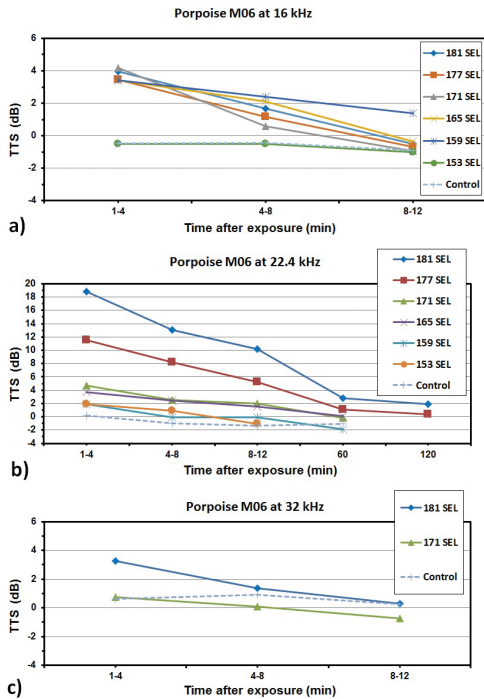 Porpoise M06 at 16 kHz
6
4
2
0
-2
-4
TTS (dB)
1-4
4-8
8-12
Time after exposure (min)
181 SEL
177 SEL
171 SEL
165 SEL
159 SEL
153 SEL
Control
a)
Porpoise M06 at 22.4 kHz
20
18
16
14
12
10
8
6
4
2
0
-2
-4
TTS (dB)
1-4
4-8
8-12
60
120
Time after exposure (min)
181 SEL
177 SEL
171 SEL
165 SEL
159 SEL
153 SEL
Control
b)
Porpoise M06 at 32 kHz
6
4
2
0
-2
-4
TTS (dB)
1-4
4-8
8-12
Time after exposure (min)
181 SEL
171 SEL
Control
c)